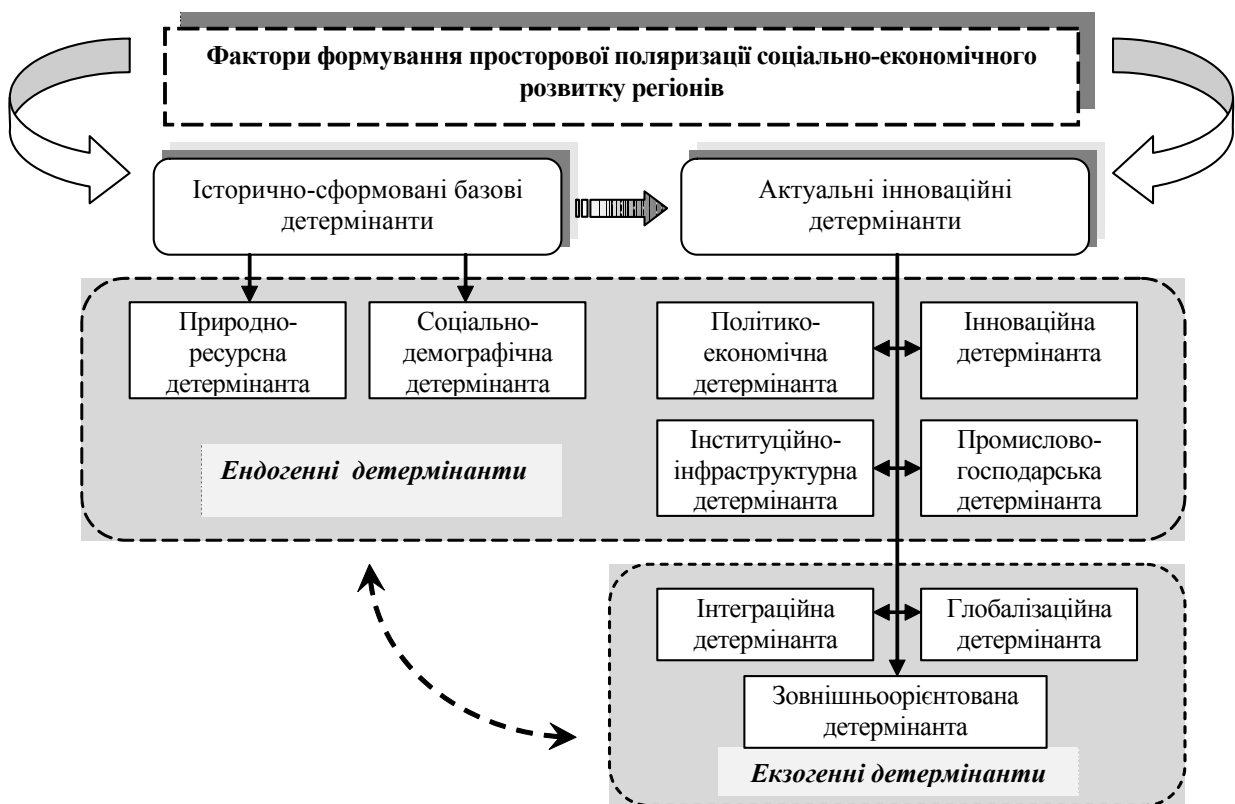 Фактори формування просторової поляризації соціально-економічного
розвитку регіонів
Історично-сформовані базові
детермінанти
Актуальні інноваційні
детермінанти
Природно-
ресурсна
детермінанта
Соціально-
демографічна
детермінанта
Політико-
економічна
детермінанта
Інноваційна
детермінанта
Ендогенні детермінанти
Інституційно-
інфраструктурна
детермінанта
Промислово-
господарська
детермінанта
Інтеграційна
детермінанта
Глобалізаційна
детермінанта
Зовнішньоорієнтована
детермінанта
Екзогенні детермінанти